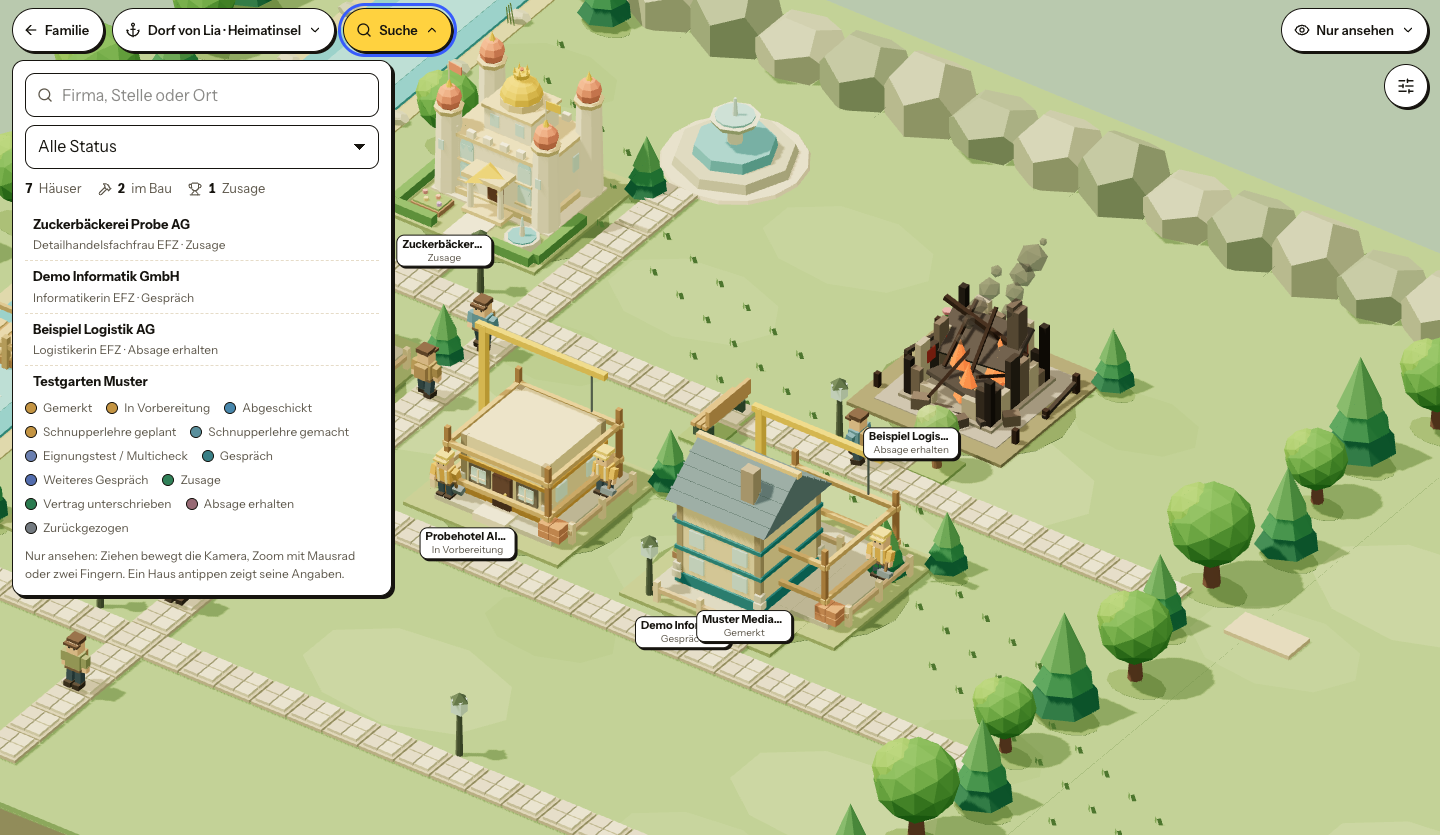 Familie
Dorf von Lia · Heimatinsel
Suche
Nur ansehen
Firma, Stelle oder Ort
Alle Status
7 Häuser 2 im Bau 1 Zusage
Zuckerbäckerei Probe AG
Detailhandelsfachfrau EFZ · Zusage
Demo Informatik GmbH
Informatikerin EFZ · Gespräch
Beispiel Logistik AG
Logistikerin EFZ · Absage erhalten
Testgarten Muster
Gemerkt In Vorbereitung Abgeschickt
Schnupperlehre geplant Schnupperlehre gemacht
Eignungstest / Multicheck Gespräch
Weiteres Gespräch Zusage
Vertrag unterschrieben Absage erhalten
Zurückgezogen
Nur ansehen: Ziehen bewegt die Kamera, Zoom mit Mausrad
oder zwei Fingern. Ein Haus antippen zeigt seine Angaben.
Zuckerbäcker...
Zusage
Beispiel Logis...
Absage erhalten
Probehotel Al...
In Vorbereitung
Demo
Muster Media...
Gemerkt